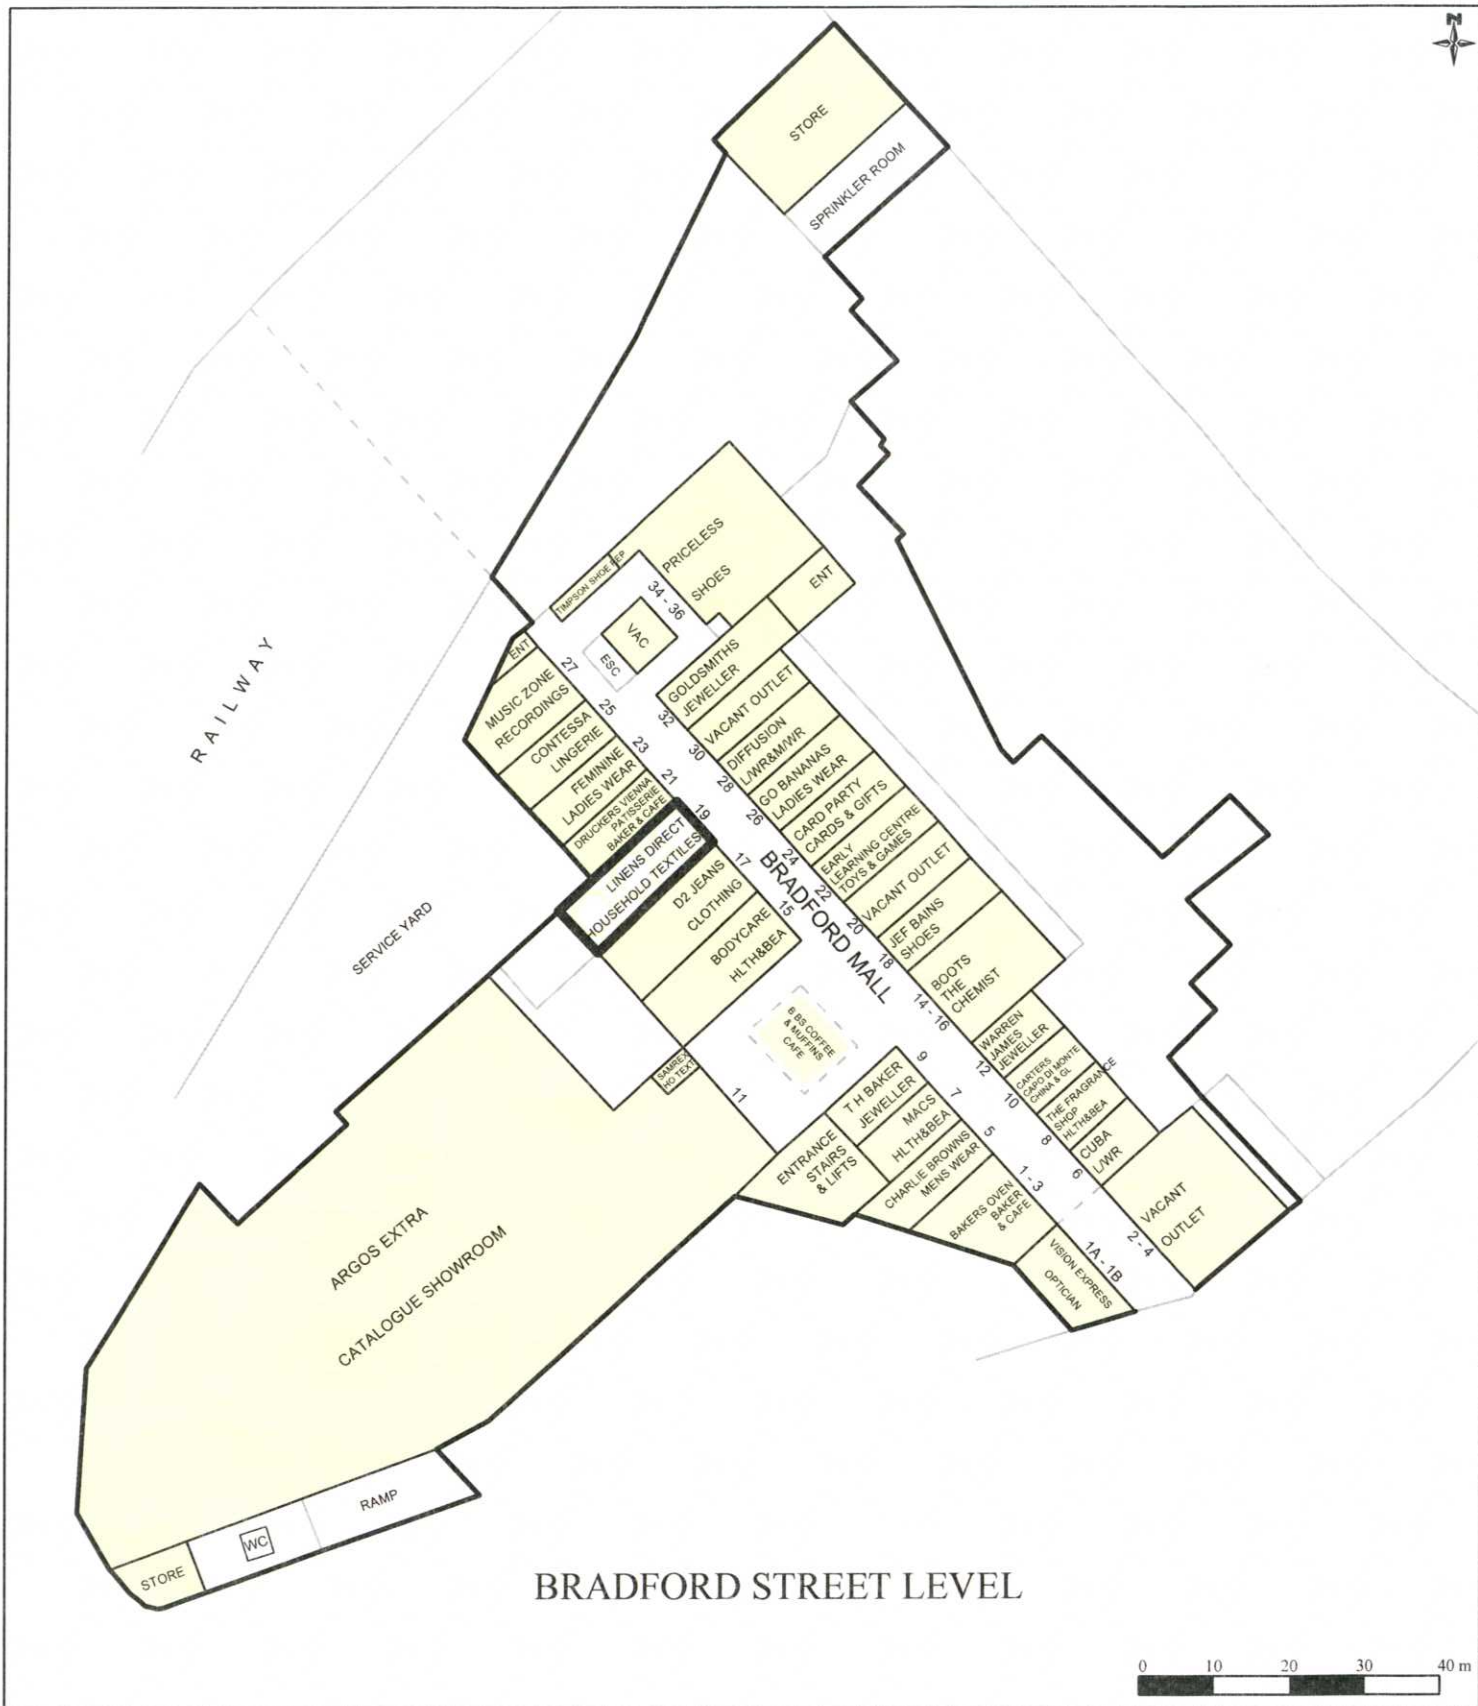 N
STORE
SPRINKLER ROOM
RAILWAY
SERVICE YARD
PRICELESS
SHOES
34 - 36
TIMPSON SHOE REP
VAC
ESC
ENT
ENT
27
MUSIC ZONE
RECORDINGS
25
CONTESSA
LINGERIE
23
FEMININE
LADIES WEAR
21
DRUCKERS VIENNA
PATISSERIE
BAKER & CAFE
19
LINENS DIRECT
HOUSEHOLD TEXTILES
17
D2 JEANS
CLOTHING
15
BODYCARE
HLTH&BEA
GOLDSMITHS
JEWELLER
32
VACANT OUTLET
30
DIFFUSION
L/WR&M/WR
28
GO BANANAS
LADIES WEAR
26
CARD PARTY
CARDS & GIFTS
24
EARLY
LEARNING CENTRE
TOYS & GAMES
22
VACANT OUTLET
20
JEF BAINS
SHOES
18
BOOTS
THE
CHEMIST
14 - 16
WARREN
JAMES
JEWELLER
12
CARTERS
CAPO DI MONTE
CHINA & GL
10
THE FRAGRANCE
SHOP
HLTH&BEA
8
CUBA
L/WR
6
VACANT
OUTLET
2 - 4
BRADFORD MALL
6 BS COFFEE
& MUFFINS
CAFE
SAMREX
HO.TEXT
11
9
T H BAKER
JEWELLER
7
MACS
HLTH&BEA
5
CHARLIE BROWNS
MENS WEAR
1 - 3
BAKERS OVEN
BAKER
& CAFE
1A - 1B
VISION EXPRESS
OPTICIAN
ENTRANCE
STAIRS
& LIFTS
ARGOS EXTRA
CATALOGUE SHOWROOM
RAMP
WC
STORE
BRADFORD STREET LEVEL
0 10 20 30 40 m